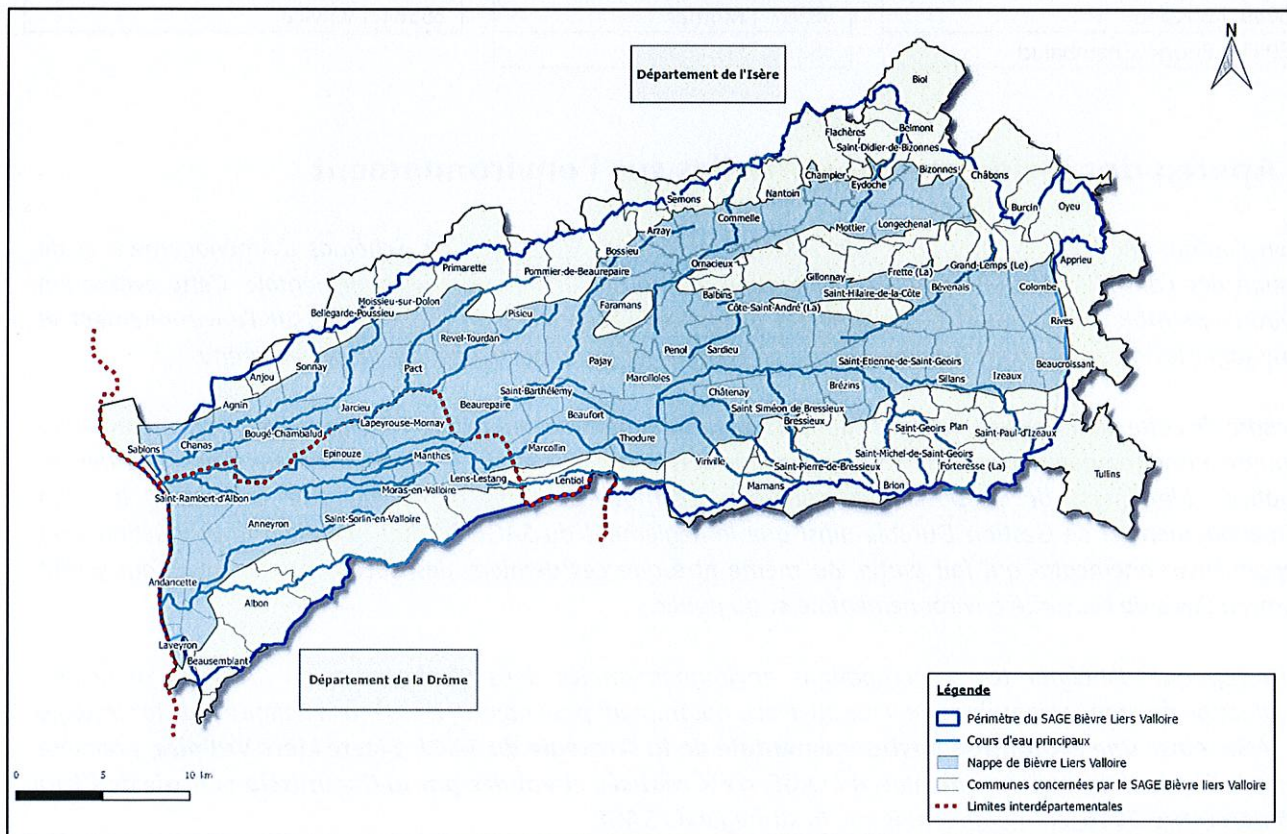 N
Département de l'Isère
Biol
Flachères
Belmont
Saint-Didier-de-Bizonnes
Champier
Bizonnes
Eydoche
Châbons
Nantoin
Burcin
Oyeu
Semons
Commelle
Mottier
Longechenal
Arzay
Bossieu
Apprieu
Primarette
Pommier-de-Beaurepaire
Ornacieux
Gillonnay
Frette (La)
Grand-Lemps (Le)
Colombe
Bévenais
Balbins
Saint-Hilaire-de-la-Côte
Moissieu-sur-Dolon
Bellegarde-Poussieu
Pisieu
Faramans
Côte-Saint-André (La)
Rives
Revel-Tourdan
Penol
Sardieu
Sonnay
Pajay
Saint-Etienne-de-Saint-Geoirs
Beaucroissant
Anjou
Pact
Marcilloles
Sillans
Izeaux
Agnin
Saint-Barthélemy
Châtenay
Brézins
Jarcieu
Beaurepaire
Beaufort
Saint Siméon de Bressieux
Lapeyrouse-Mornay
Bressieux
Saint-Geoirs
Plan
Saint-Paul-d'Izeaux
Chanas
Bougé-Chambalud
Thodure
Sablons
Epinouze
Manthes
Marcollin
Viriville
Saint-Michel-de-Saint-Geoirs
Saint-Pierre-de-Bressieux
Forteresse (La)
Tullins
Lens-Lestang
Lentiol
Marnans
Brion
Saint-Rambert-d'Albon
Moras-en-Valloire
Anneyron
Saint-Sorlin-en-Valloire
Andancette
Albon
Laveyron
Beausemblant
Département de la Drôme
0 5 10
Légende
Périmètre du SAGE Bièvre Liers Valloire
Cours d'eau principaux
Nappe de Bièvre Liers Valloire
Communes concernées par le SAGE Bièvre liers Valloire
Limites interdépartementales